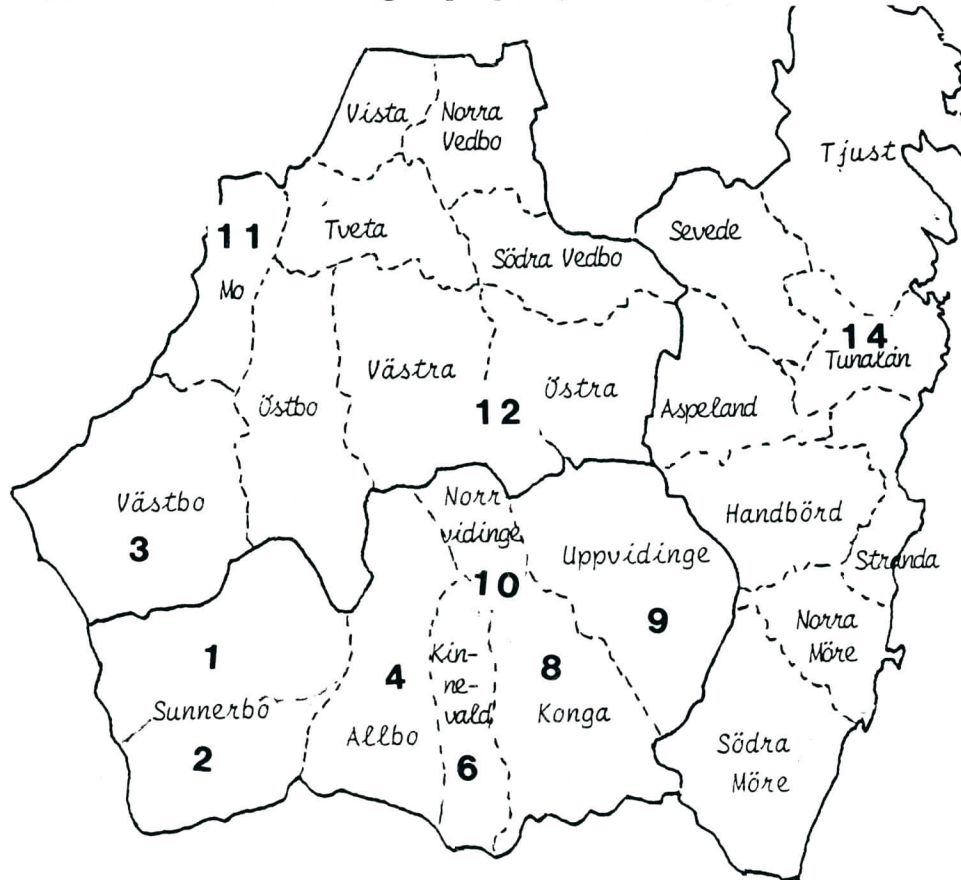 Vista
Norra
Vedbo
Tjust
Tveta
Sevede
11
Södra Vedbo
Mo
14
Tunalän
Västra
Östra
Östbo
12
Aspeland
Västbo
3
Norr
vidinge
Handbörd
Uppvidinge
Stranda
10
9
Norra
Möre
1
Kin-
ne-
vald
4
8
Sunnerbo
Konga
Allbo
2
6
Södra
Möre